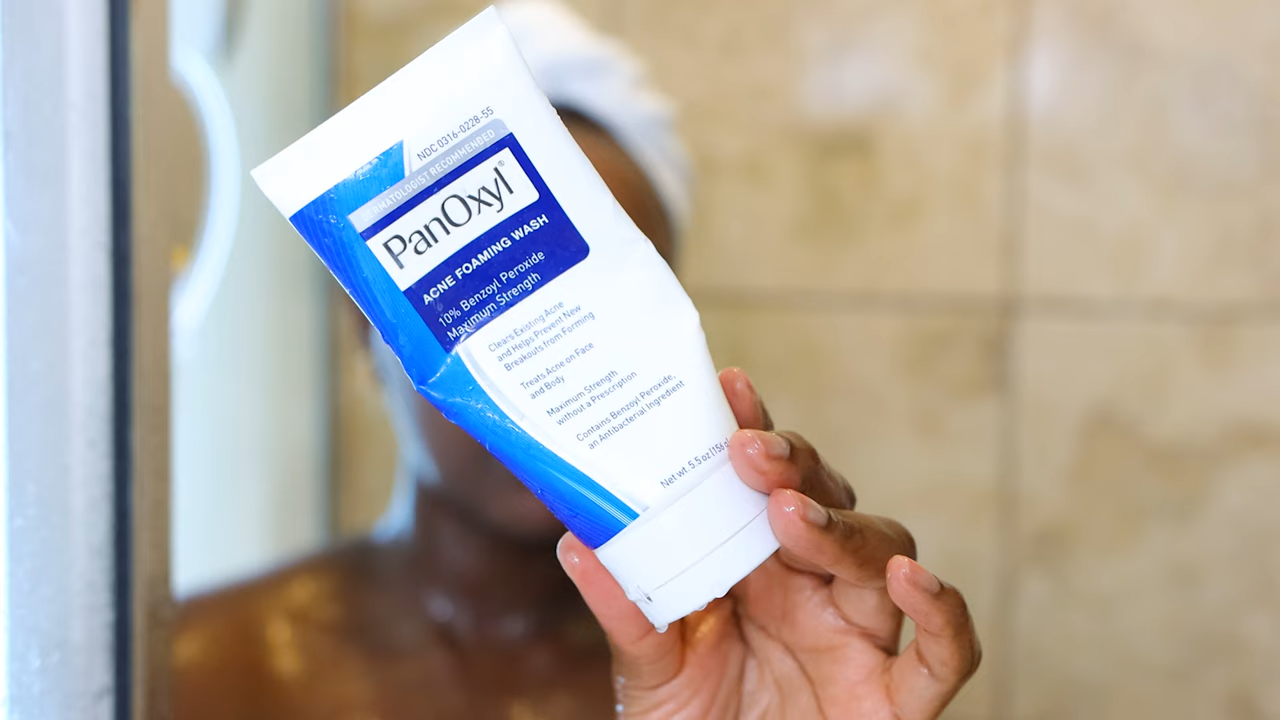 NDC 0316-0228-55
DERMATOLOGIST RECOMMENDED
PanOxyl®
ACNE FOAMING WASH
10% Benzoyl Peroxide
Maximum Strength
Clears Existing Acne
and Helps Prevent New
Breakouts from Forming
Treats Acne on Face
and Body
Maximum Strength
without a Prescription
Contains Benzoyl Peroxide,
an Antibacterial Ingredient
Net wt. 5.5 oz (156